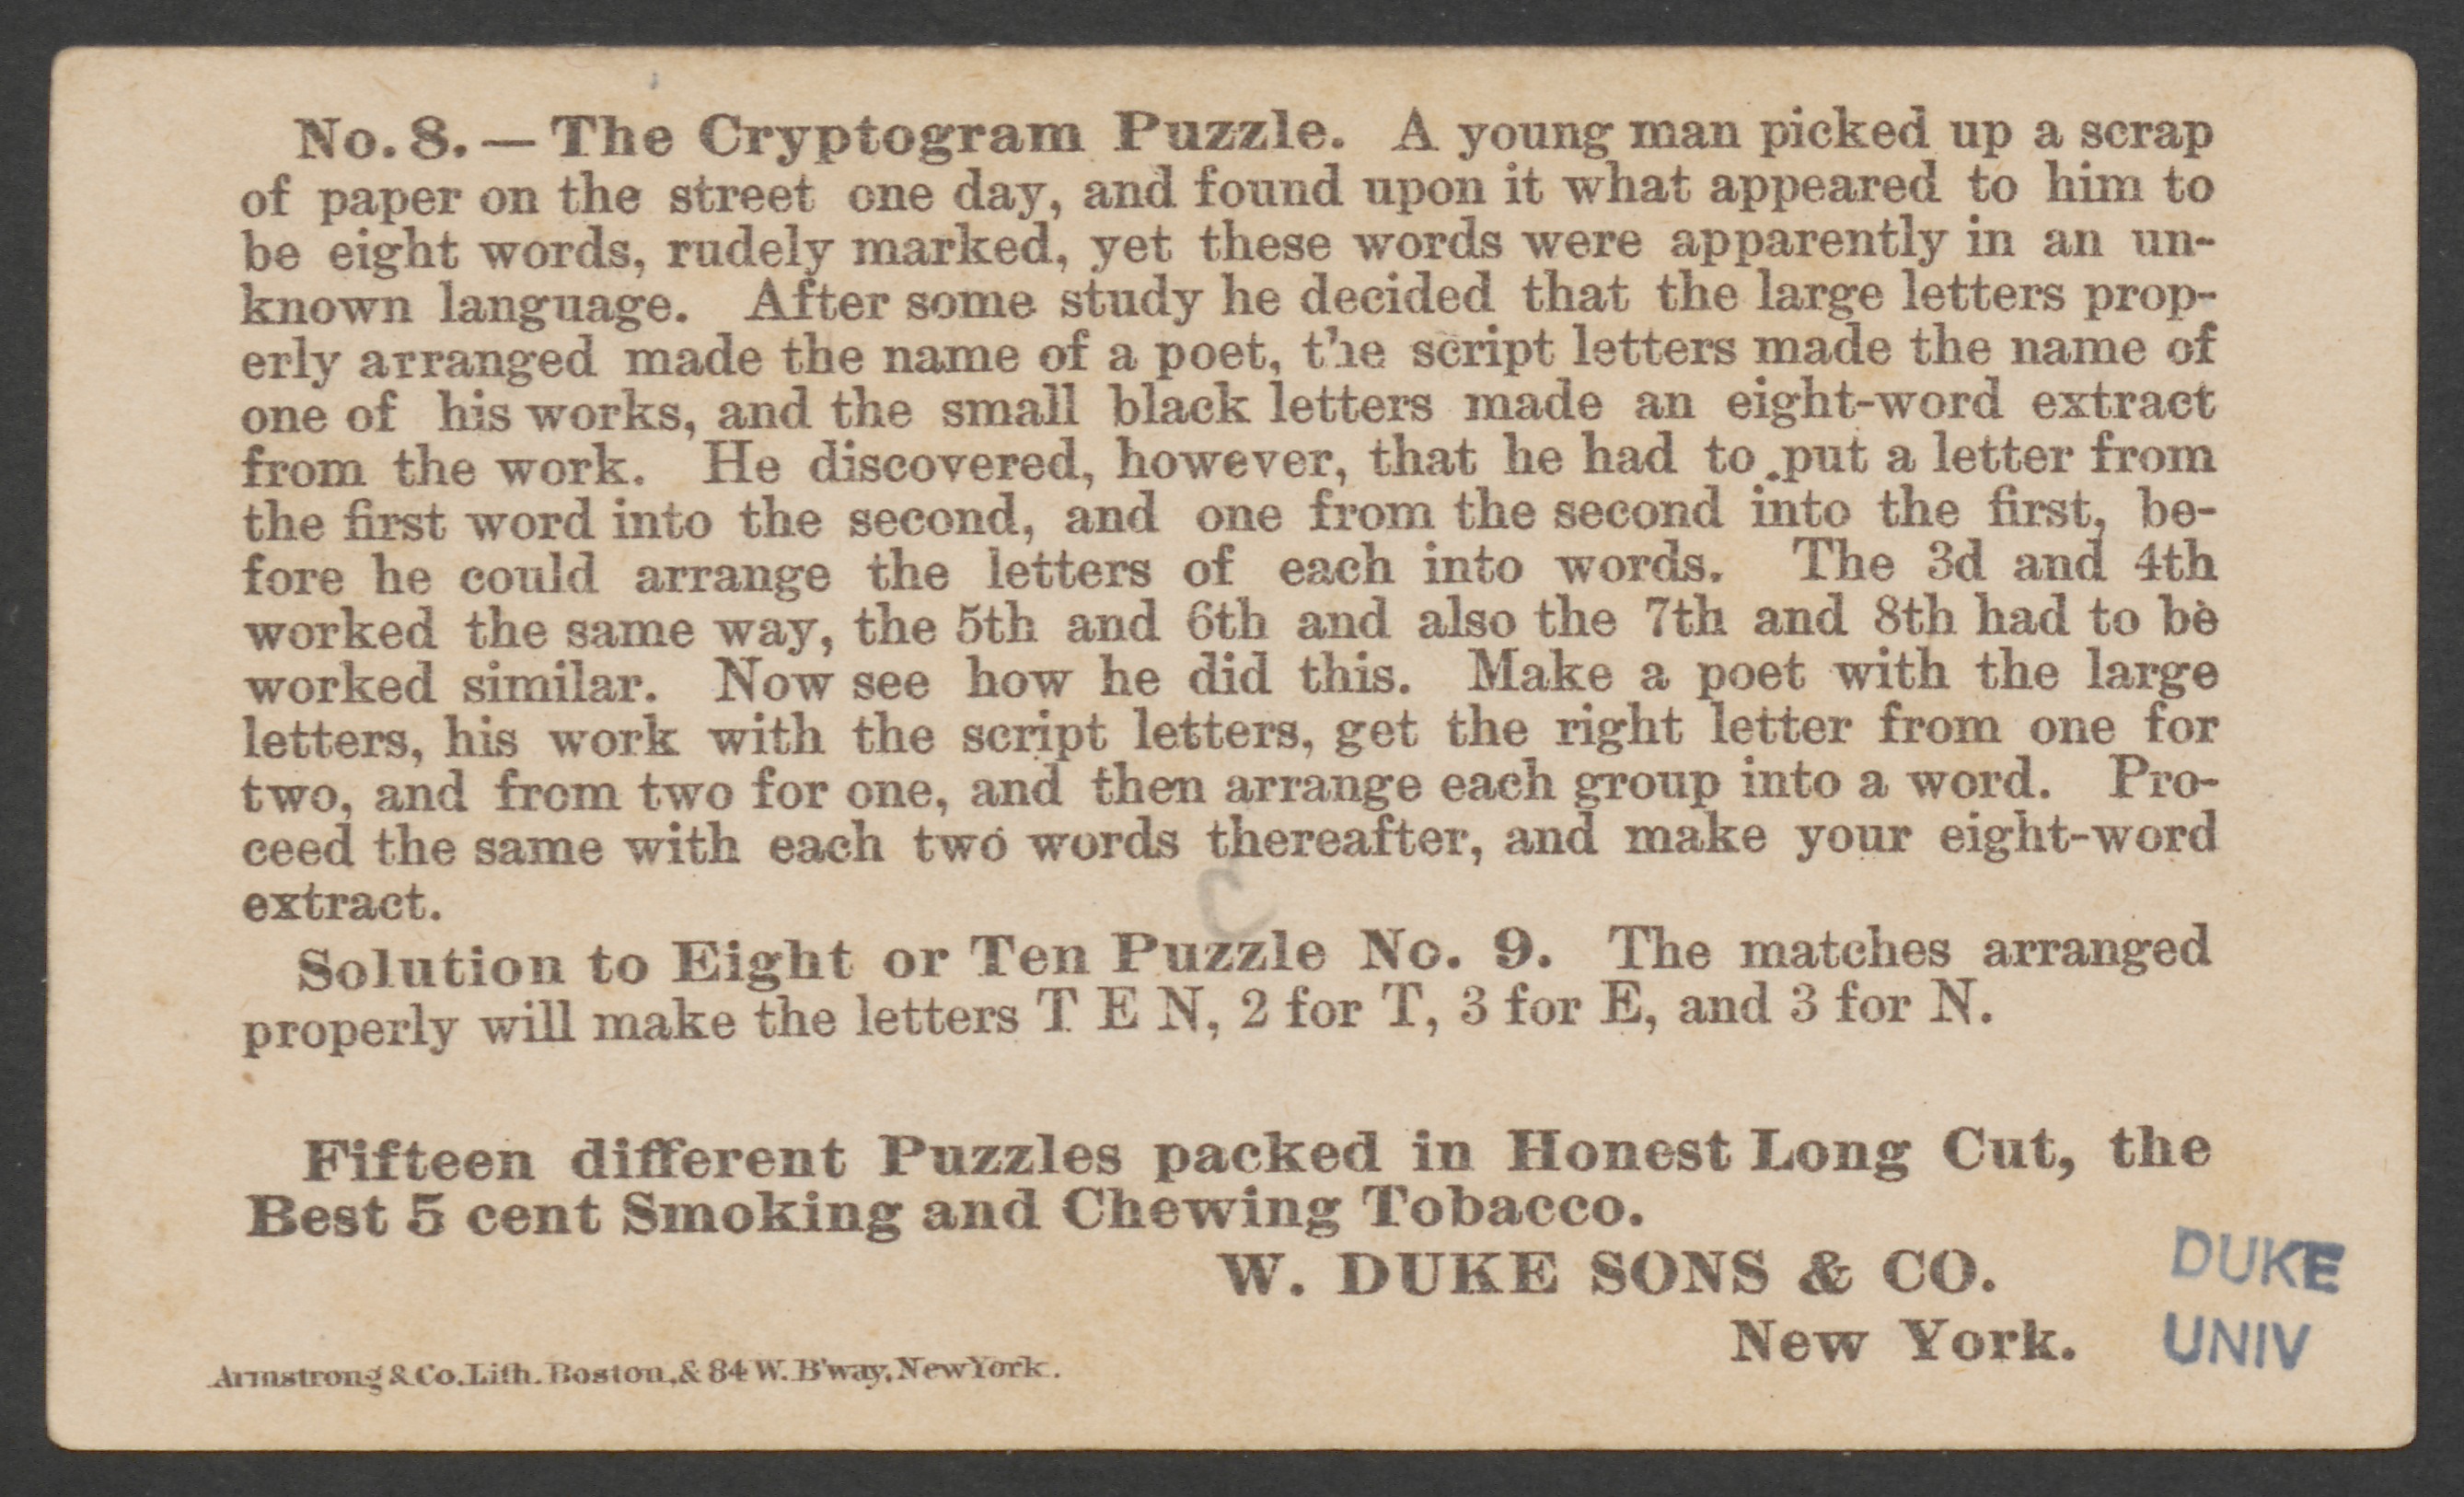 No. 8. — The Cryptogram Puzzle. A young man picked up a scrap
of paper on the street one day, and found upon it what appeared to him to
be eight words, rudely marked, yet these words were apparently in an un-
known language. After some study he decided that the large letters prop-
erly arranged made the name of a poet, the script letters made the name of
one of his works, and the small black letters made an eight-word extract
from the work. He discovered, however, that he had to put a letter from
the first word into the second, and one from the second into the first, be-
fore he could arrange the letters of each into words. The 3d and 4th
worked the same way, the 5th and 6th and also the 7th and 8th had to be
worked similar. Now see how he did this. Make a poet with the large
letters, his work with the script letters, get the right letter from one for
two, and from two for one, and then arrange each group into a word. Pro-
ceed the same with each two words thereafter, and make your eight-word
extract.
C
Solution to Eight or Ten Puzzle No. 9. The matches arranged
properly will make the letters T E N, 2 for T, 3 for E, and 3 for N.
Fifteen different Puzzles packed in Honest Long Cut, the
Best 5 cent Smoking and Chewing Tobacco.
W. DUKE SONS & CO.
New York.
DUKE
UNIV
Armstrong & Co. Lith. Boston, & 84 W. B'way, New York.